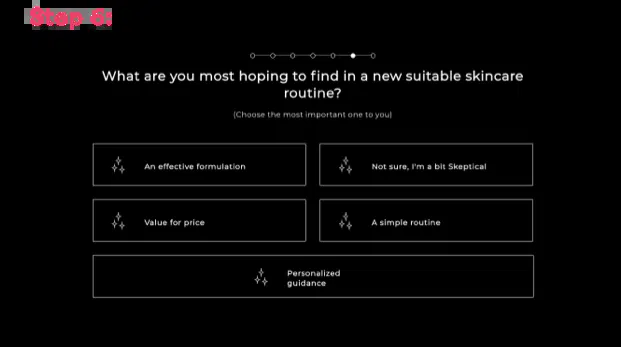 Step 6:
What are you most hoping to find in a new suitable skincare
routine?
(Choose the most important one to you)
An effective formulation
Not sure, I'm a bit Skeptical
Value for price
A simple routine
Personalized
guidance